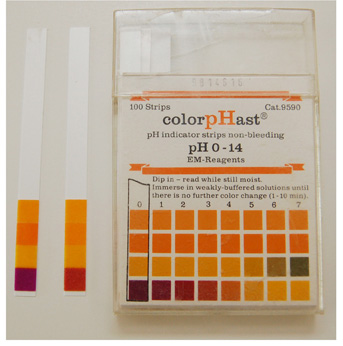 100 Strips Cat.9590
colorpHast®
pH indicator strips non-bleeding
pH 0-14
EM-Reagents
Dip in – read while still moist.
Immerse in weakly-buffered solutions until
there is no further color change (1-10 min).
0 1 2 3 4 5 6 7